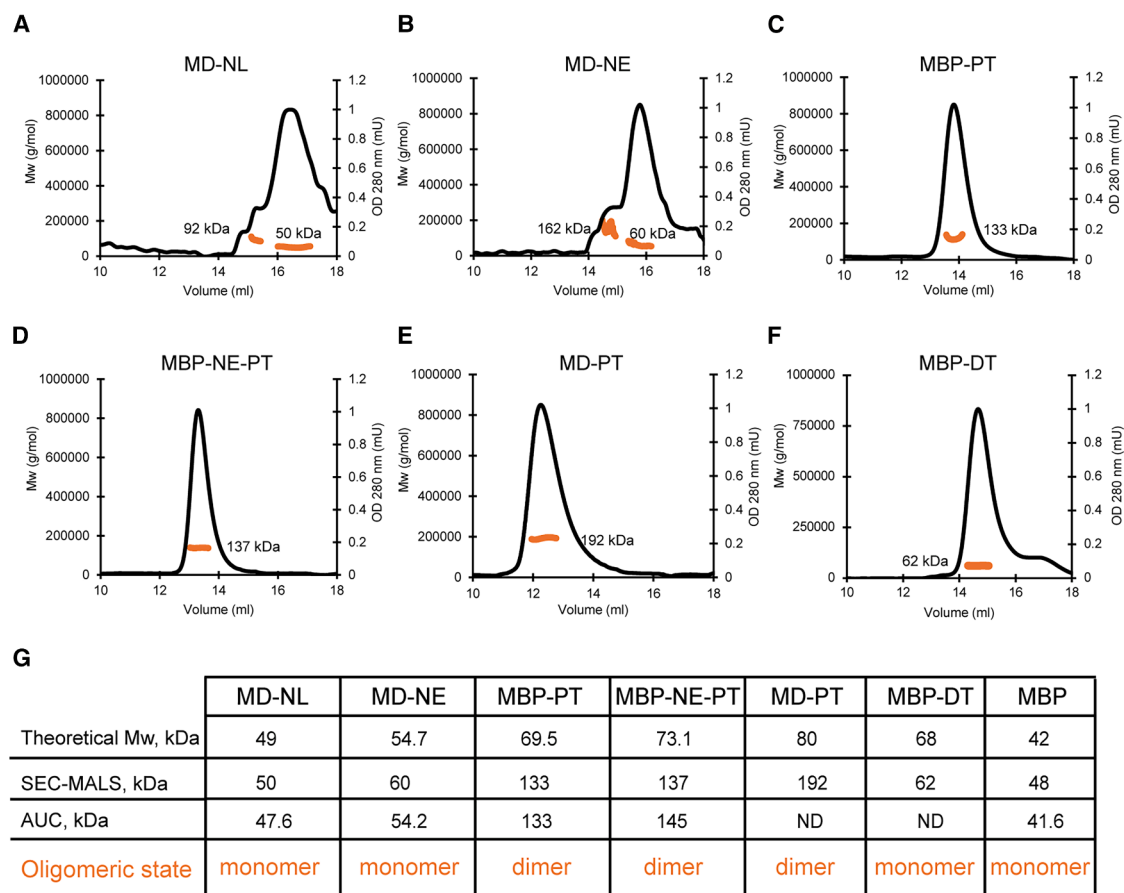 A
MD-NL
1000000
800000
600000
400000
200000
0
Mw (g/mol)
1.2
1
0.8
0.6
0.4
0.2
0
OD 280 nm (mU)
92 kDa
50 kDa
10 12 14 16 18
Volume (ml)
B
MD-NE
1000000
800000
600000
400000
200000
0
Mw (g/mol)
1.2
1
0.8
0.6
0.4
0.2
0
OD 280 nm (mU)
162 kDa
60 kDa
10 12 14 16 18
Volume (ml)
C
MBP-PT
1000000
800000
600000
400000
200000
0
Mw (g/mol)
1.2
1
0.8
0.6
0.4
0.2
0
OD 280 nm (mU)
133 kDa
10 12 14 16 18
Volume (ml)
D
MBP-NE-PT
1000000
800000
600000
400000
200000
0
Mw (g/mol)
1.2
1
0.8
0.6
0.4
0.2
0
OD 280 nm (mU)
137 kDa
10 12 14 16 18
Volume (ml)
E
MD-PT
1000000
800000
600000
400000
200000
0
Mw (g/mol)
1.2
1
0.8
0.6
0.4
0.2
0
OD 280 nm (mU)
192 kDa
10 12 14 16 18
Volume (ml)
F
MBP-DT
1000000
750000
500000
250000
0
Mw (g/mol)
1.2
1
0.8
0.6
0.4
0.2
0
OD 280 nm (mU)
62 kDa
10 12 14 16 18
Volume (ml)
G
MD-NL MD-NE MBP-PT MBP-NE-PT MD-PT MBP-DT MBP
Theoretical Mw, kDa 49 54.7 69.5 73.1 80 68 42
SEC-MALS, kDa 50 60 133 137 192 62 48
AUC, kDa 47.6 54.2 133 145 ND ND 41.6
Oligomeric state monomer monomer dimer dimer dimer monomer monomer